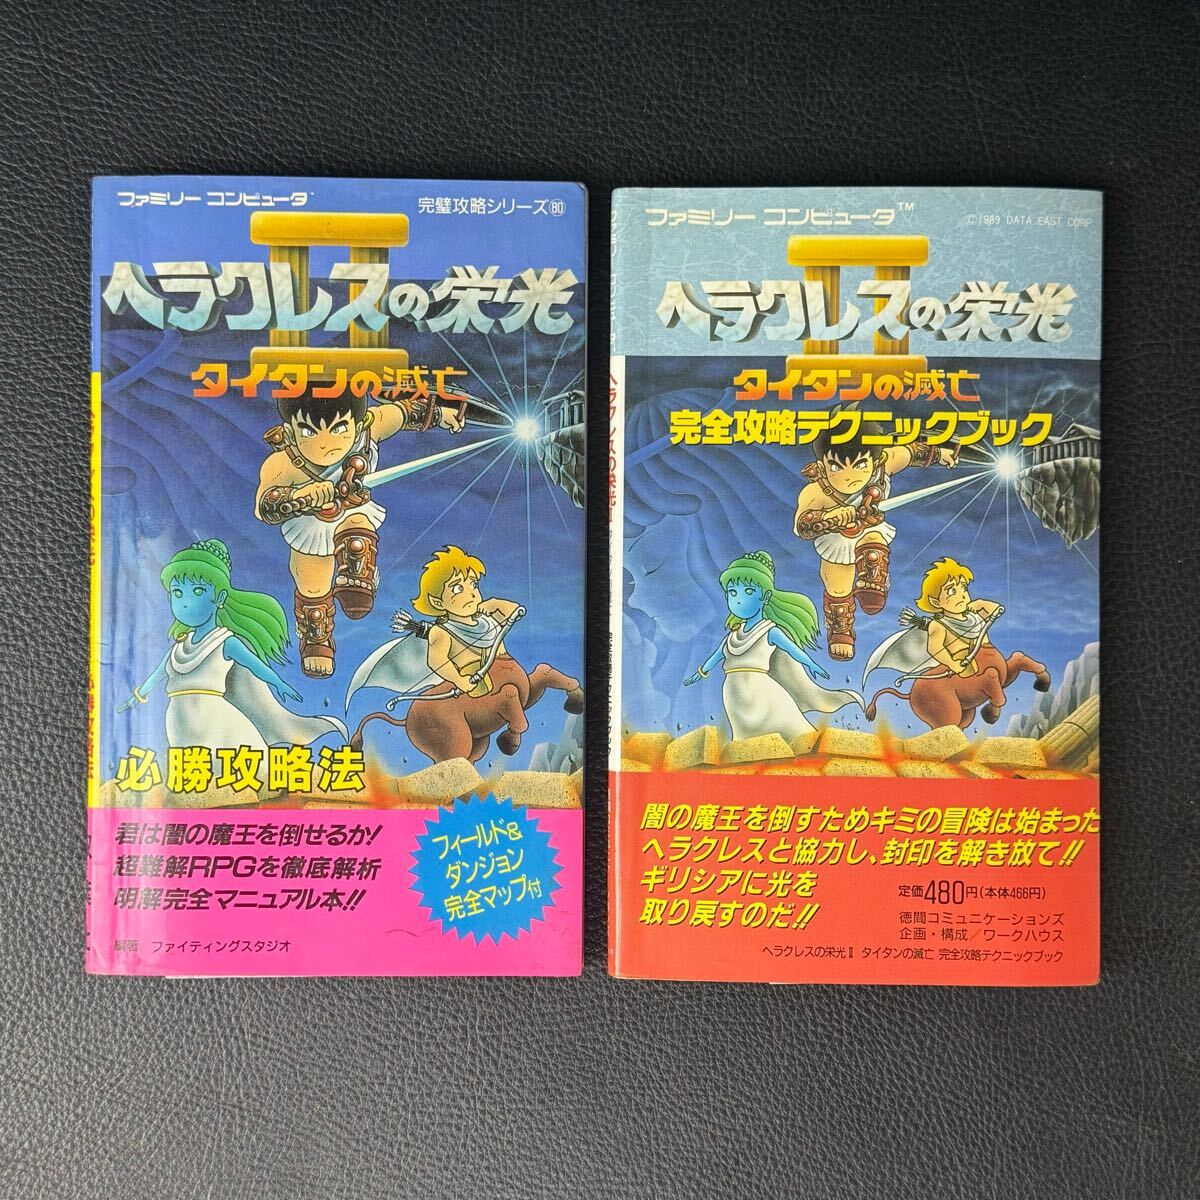 ファミリー コンピュータ™
完璧攻略シリーズ80
II
ヘラクレスの栄光
タイタンの滅亡
必勝攻略法
君は闇の魔王を倒せるか!
超難解RPGを徹底解析
明解完全マニュアル本!!
フィールド&
ダンジョン
完全マップ付
編著 ファイティングスタジオ
ファミリー コンピュータ™
©1989 DATA EAST CORP
II
ヘラクレスの栄光
タイタンの滅亡
完全攻略テクニックブック
闇の魔王を倒すためキミの冒険は始まった
ヘラクレスと協力し、封印を解き放て!!
ギリシアに光を
取り戻すのだ!!
定価480円(本体466円)
徳間コミュニケーションズ
企画・構成/ワークハウス
ヘラクレスの栄光II タイタンの滅亡 完全攻略テクニックブック